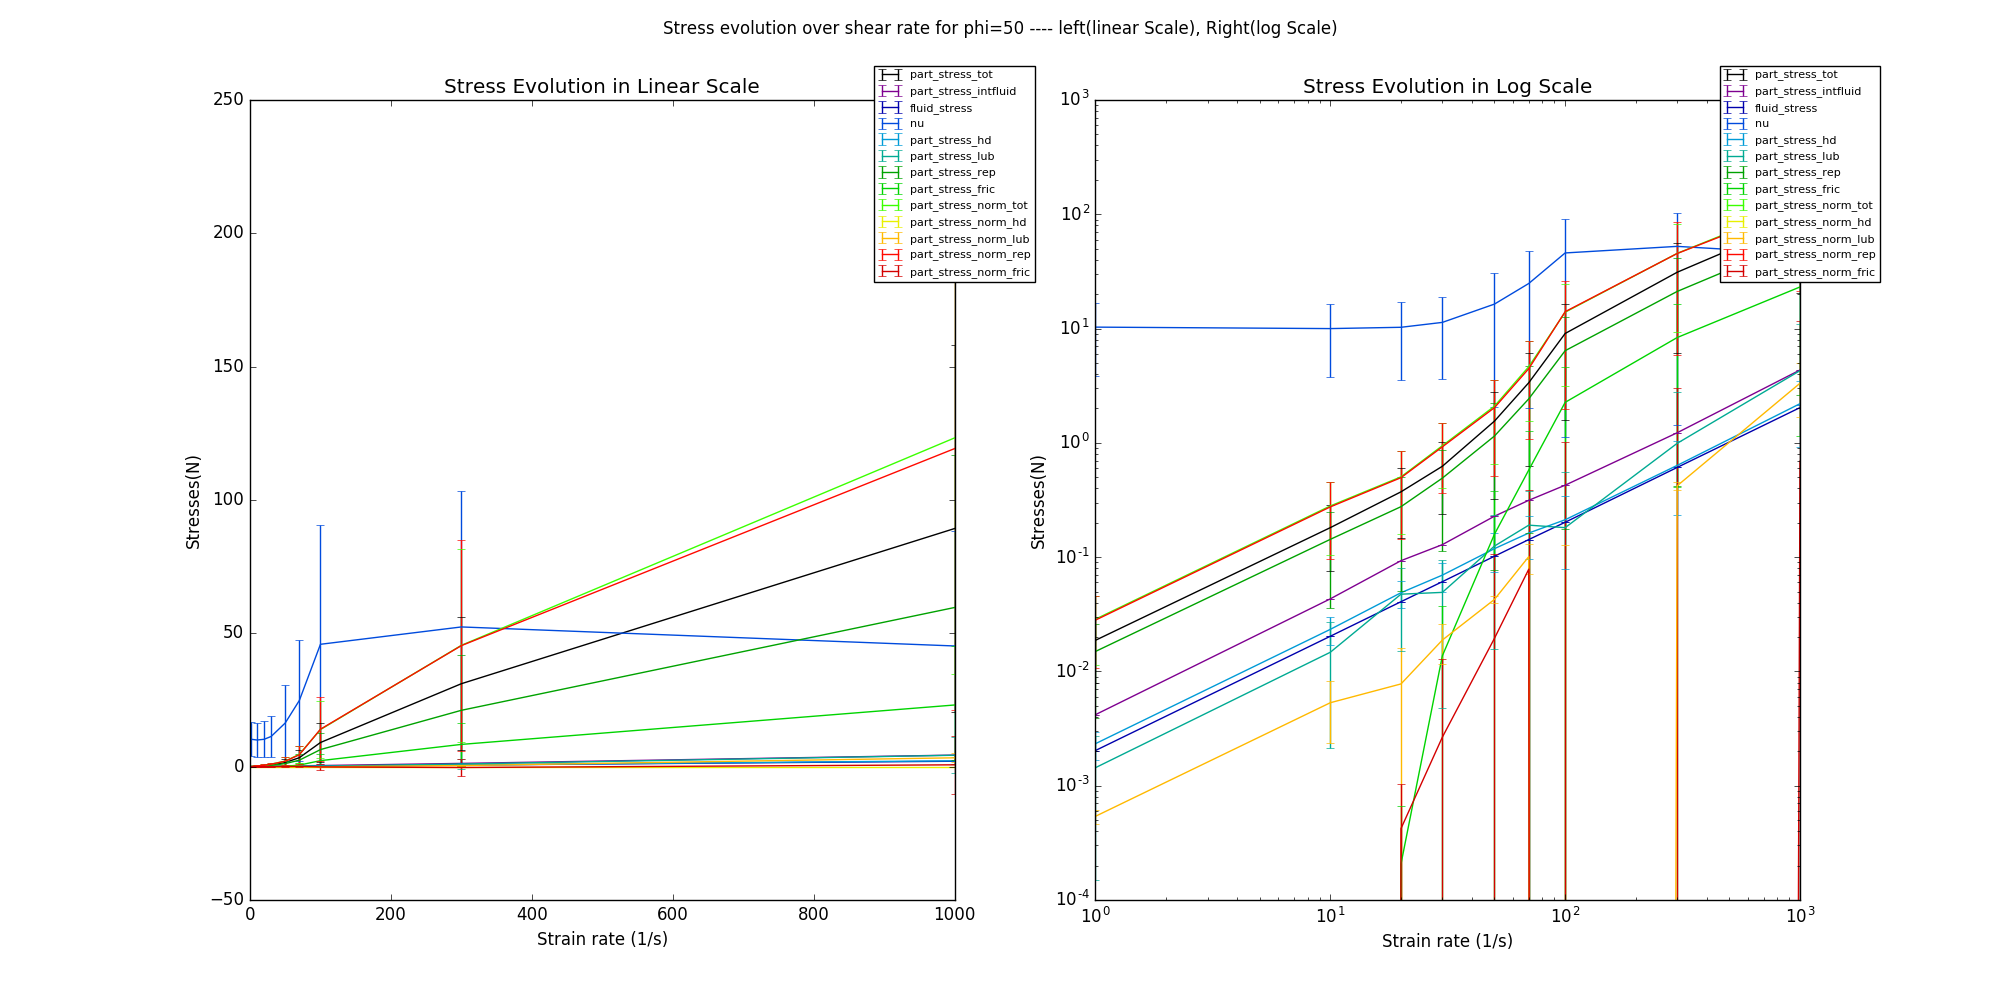 Stress evolution over shear rate for phi=50 ---- left(linear Scale), Right(log Scale)
Stress Evolution in Linear Scale
250
200
150
100
50
0
−50
Stresses(N)
0 200 400 600 800 1000
Strain rate (1/s)
part_stress_tot
part_stress_intfluid
fluid_stress
nu
part_stress_hd
part_stress_lub
part_stress_rep
part_stress_fric
part_stress_norm_tot
part_stress_norm_hd
part_stress_norm_lub
part_stress_norm_rep
part_stress_norm_fric
Stress Evolution in Log Scale
10^3
10^2
10^1
10^0
10^-1
10^-2
10^-3
10^-4
Stresses(N)
10^0 10^1 10^2 10^3
Strain rate (1/s)
part_stress_tot
part_stress_intfluid
fluid_stress
nu
part_stress_hd
part_stress_lub
part_stress_rep
part_stress_fric
part_stress_norm_tot
part_stress_norm_hd
part_stress_norm_lub
part_stress_norm_rep
part_stress_norm_fric